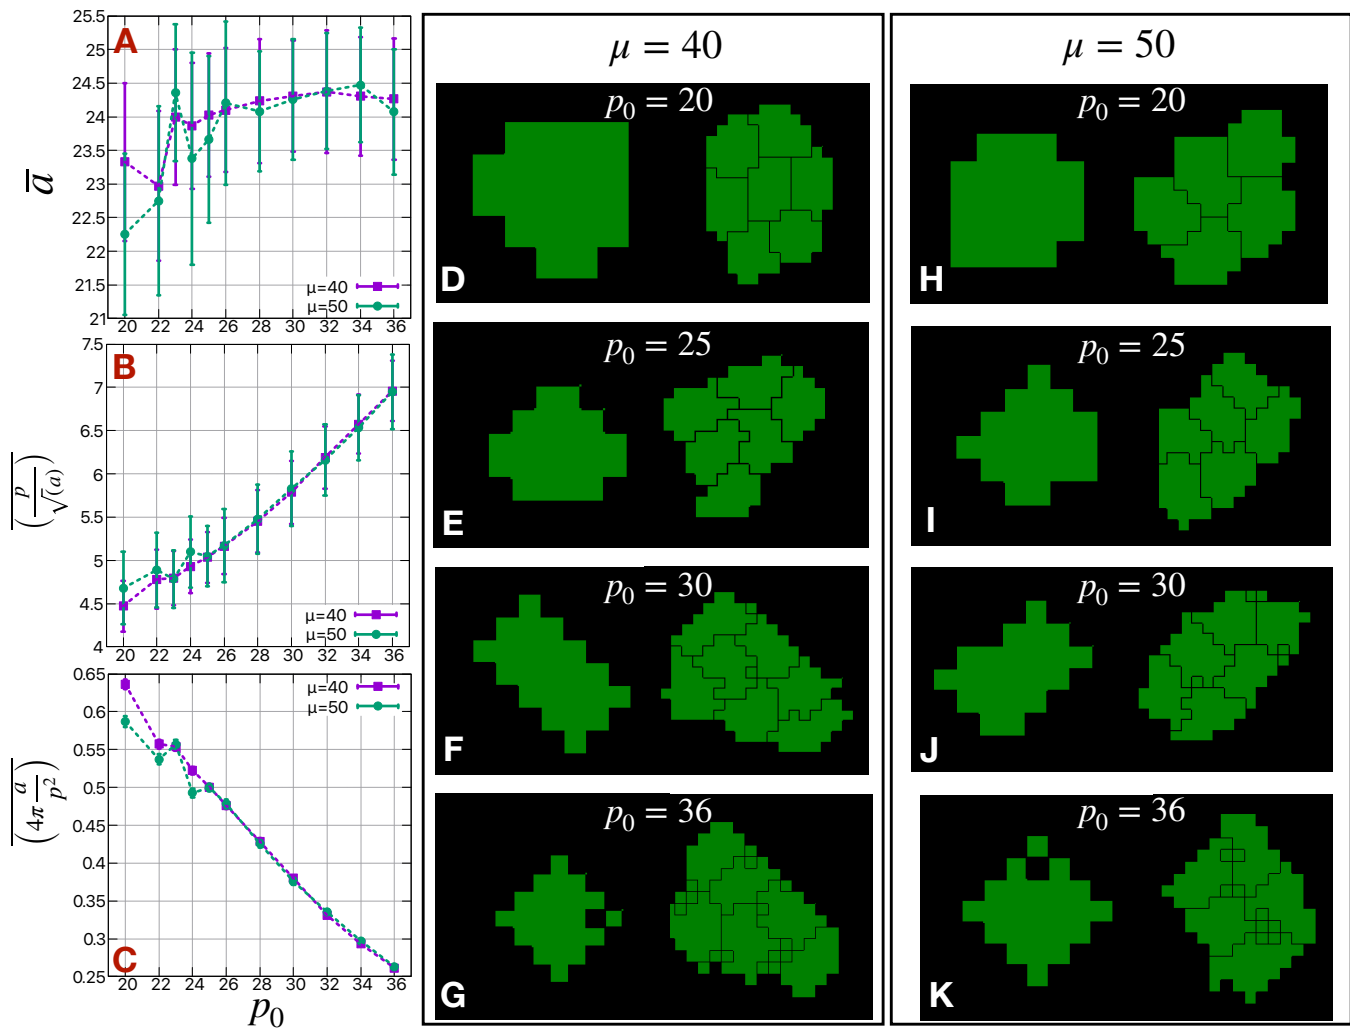 A
25.5
25
24.5
24
23.5
23
22.5
22
21.5
21
a̅
μ=40
μ=50
20 22 24 26 28 30 32 34 36
B
7.5
7
6.5
6
5.5
5
4.5
4
(p/√(a))
μ=40
μ=50
20 22 24 26 28 30 32 34 36
C
0.65
0.6
0.55
0.5
0.45
0.4
0.35
0.3
0.25
(4π a/p²)
μ=40
μ=50
20 22 24 26 28 30 32 34 36
p₀
μ = 40
p₀ = 20
D
p₀ = 25
E
p₀ = 30
F
p₀ = 36
G
μ = 50
p₀ = 20
H
p₀ = 25
I
p₀ = 30
J
p₀ = 36
K